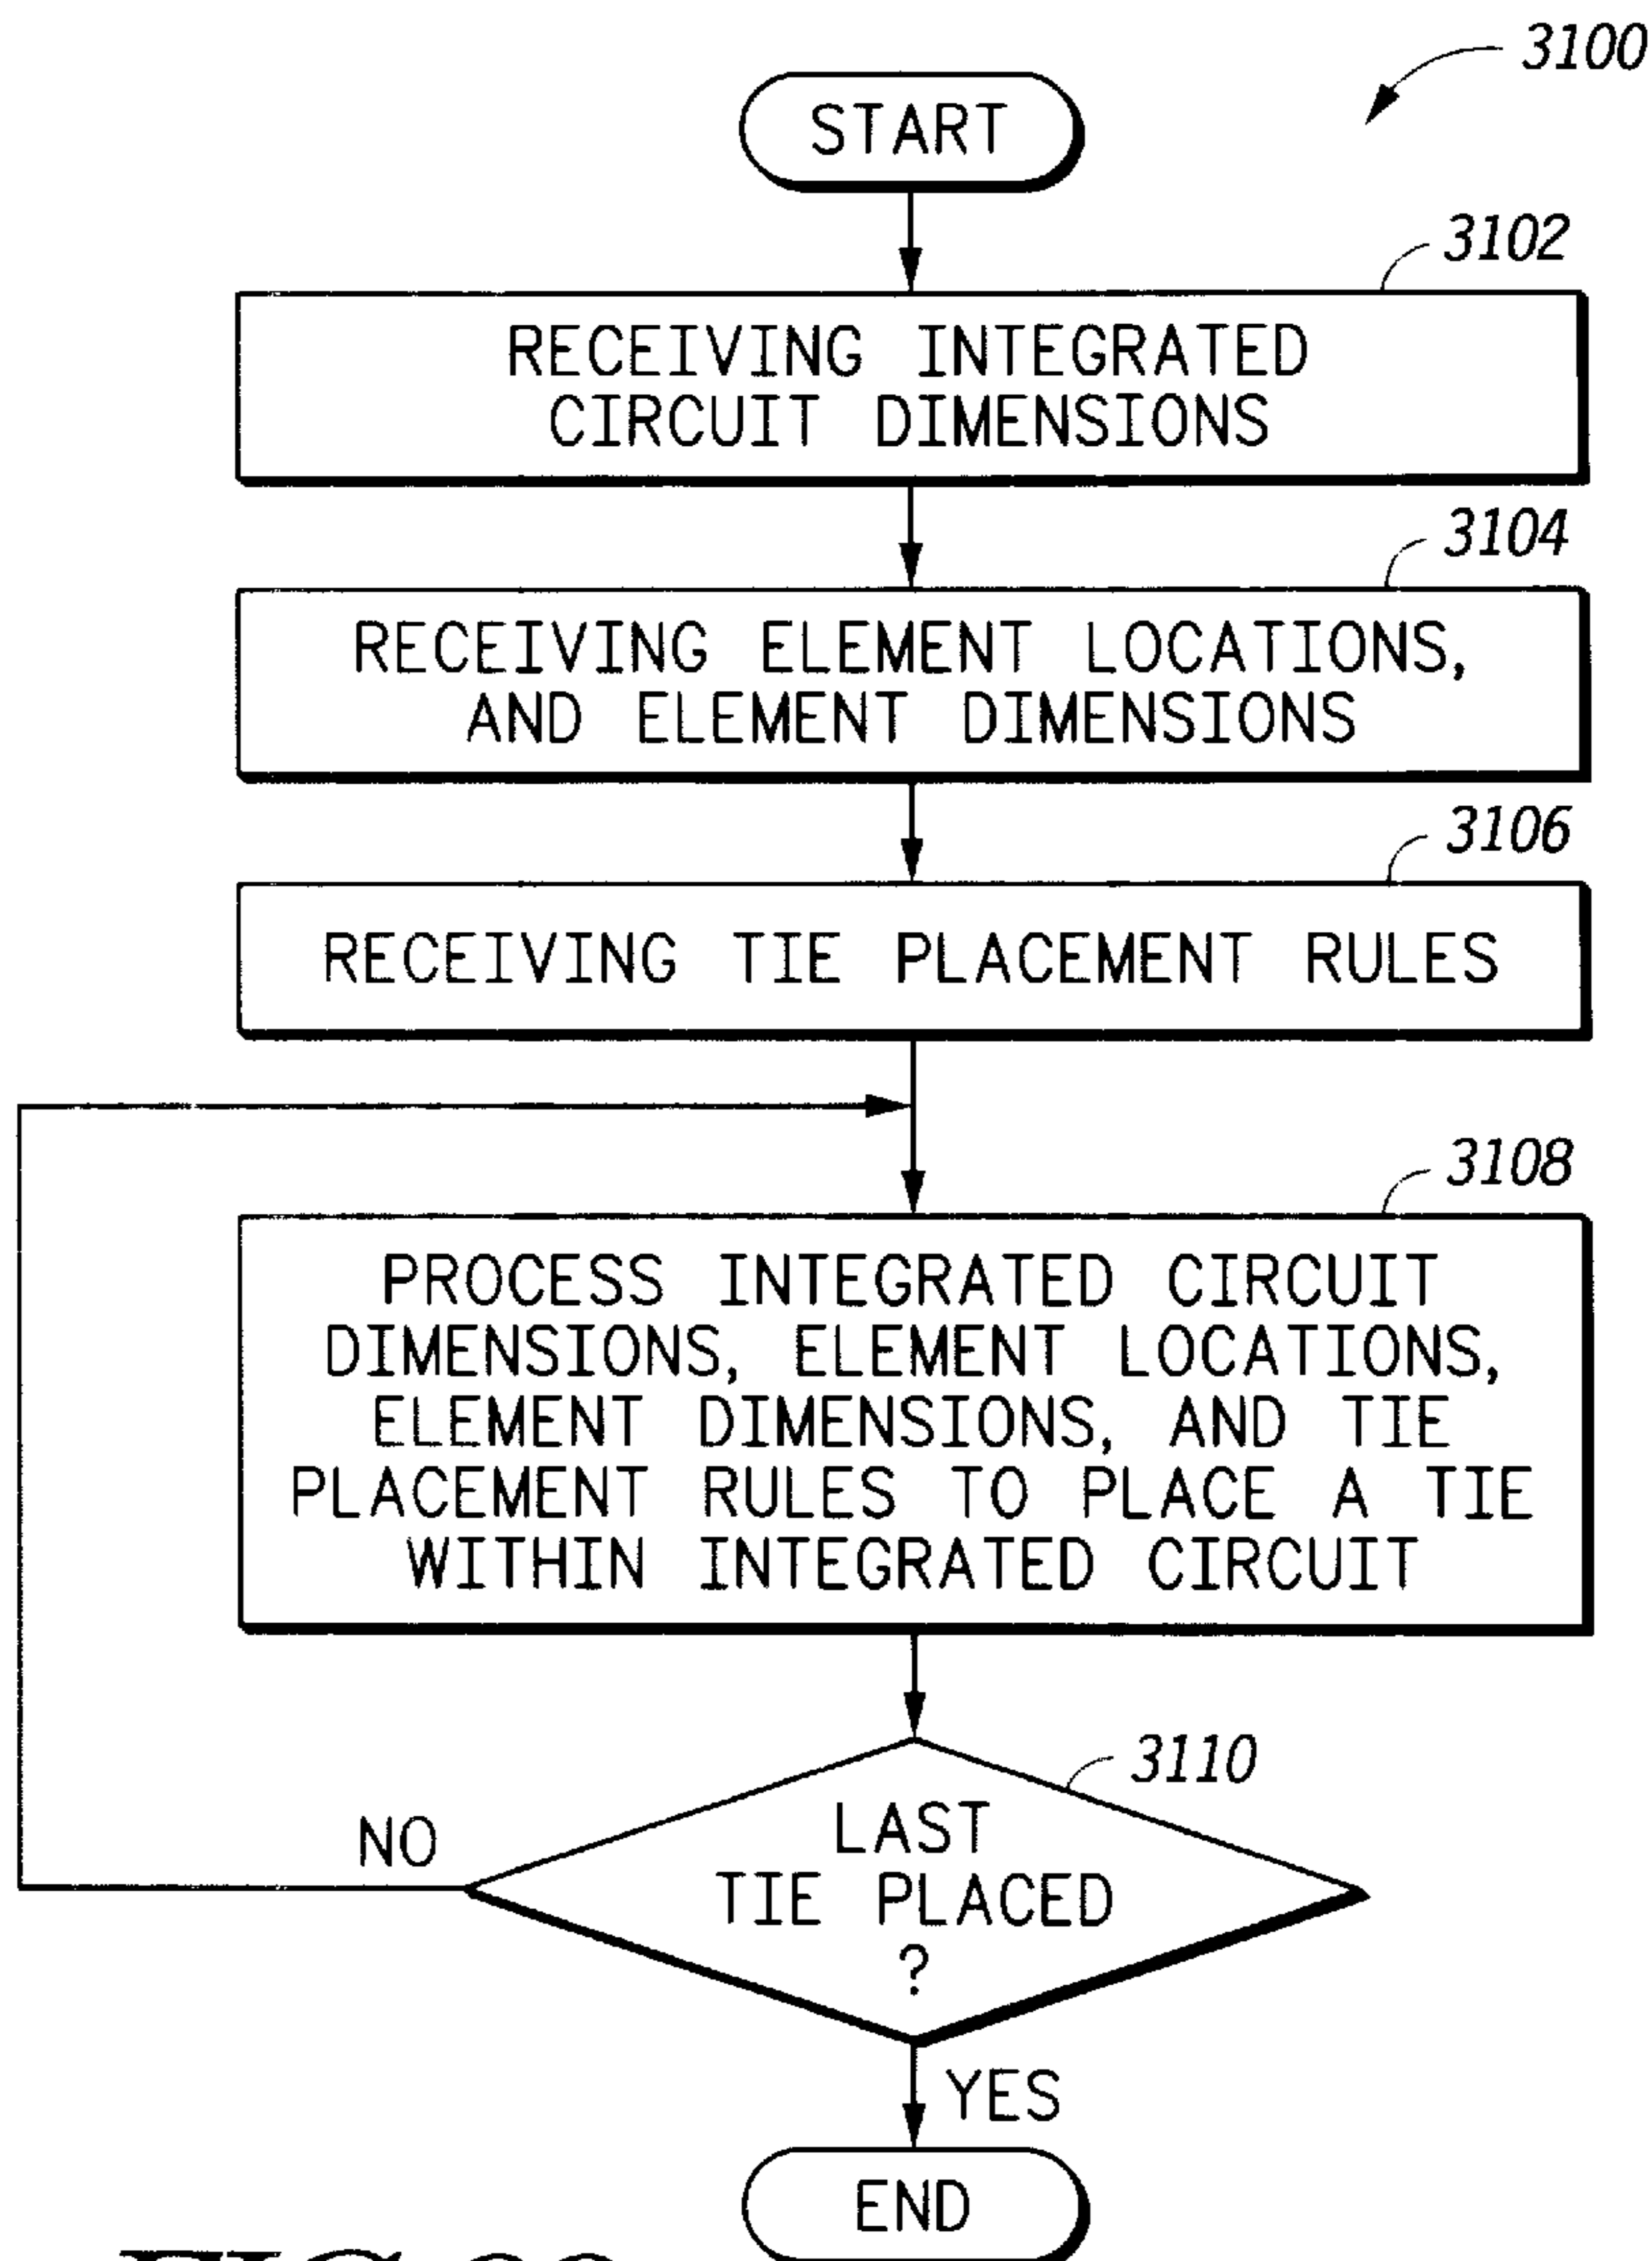 3100
START
3102
RECEIVING INTEGRATED
CIRCUIT DIMENSIONS
3104
RECEIVING ELEMENT LOCATIONS,
AND ELEMENT DIMENSIONS
3106
RECEIVING TIE PLACEMENT RULES
3108
PROCESS INTEGRATED CIRCUIT
DIMENSIONS, ELEMENT LOCATIONS,
ELEMENT DIMENSIONS, AND TIE
PLACEMENT RULES TO PLACE A TIE
WITHIN INTEGRATED CIRCUIT
3110
LAST
TIE PLACED
?
NO
YES
END